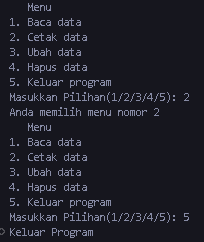 Menu
1. Baca data
2. Cetak data
3. Ubah data
4. Hapus data
5. Keluar program
Masukkan Pilihan(1/2/3/4/5): 2
Anda memilih menu nomor 2
Menu
1. Baca data
2. Cetak data
3. Ubah data
4. Hapus data
5. Keluar program
Masukkan Pilihan(1/2/3/4/5): 5
Keluar Program